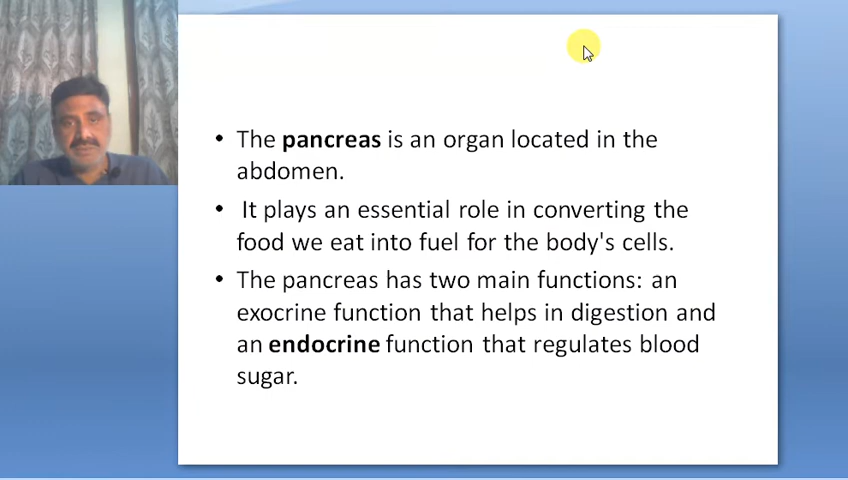 • The pancreas is an organ located in the
abdomen.
• It plays an essential role in converting the
food we eat into fuel for the body's cells.
• The pancreas has two main functions: an
exocrine function that helps in digestion and
an endocrine function that regulates blood
sugar.